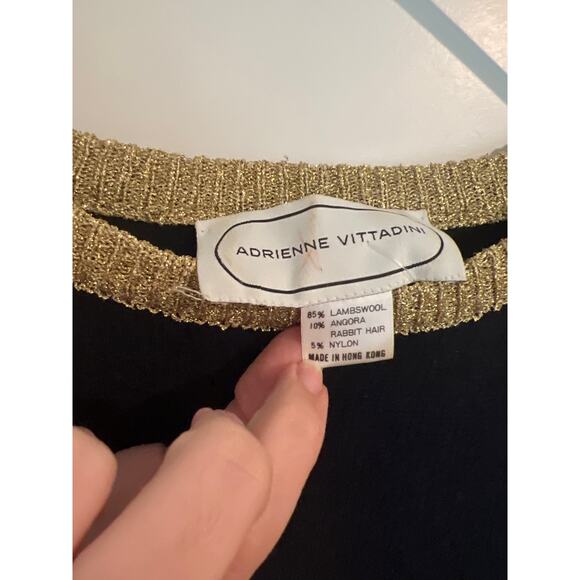 ADRIENNE VITTADINI
85% LAMBSWOOL
10% ANGORA
RABBIT HAIR
5% NYLON
MADE IN HONG KONG